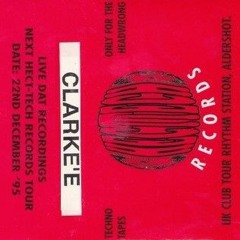 CLARKE'E
LIVE DAT RECORDINGS
NEXT HECT-TECH RECORDS TOUR
DATE: 22ND DECEMBER '95
ONLY FOR THE
HEADWRONG
TECHNO
TAPES
RECORDS
UK CLUB TOUR RHYTHM STATION, ALDERSHOT.